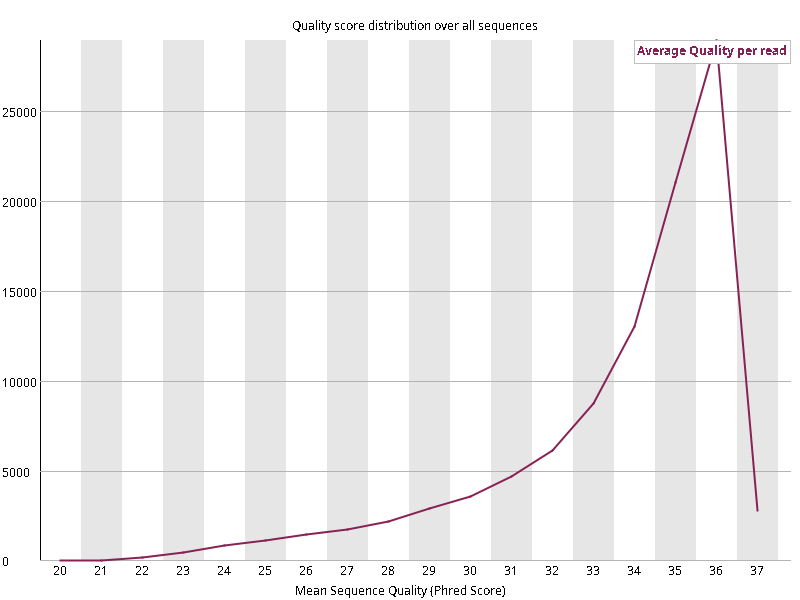 Quality score distribution over all sequences
Average Quality per read
25000
20000
15000
10000
5000
0
20 21 22 23 24 25 26 27 28 29 30 31 32 33 34 35 36 37
Mean Sequence Quality (Phred Score)